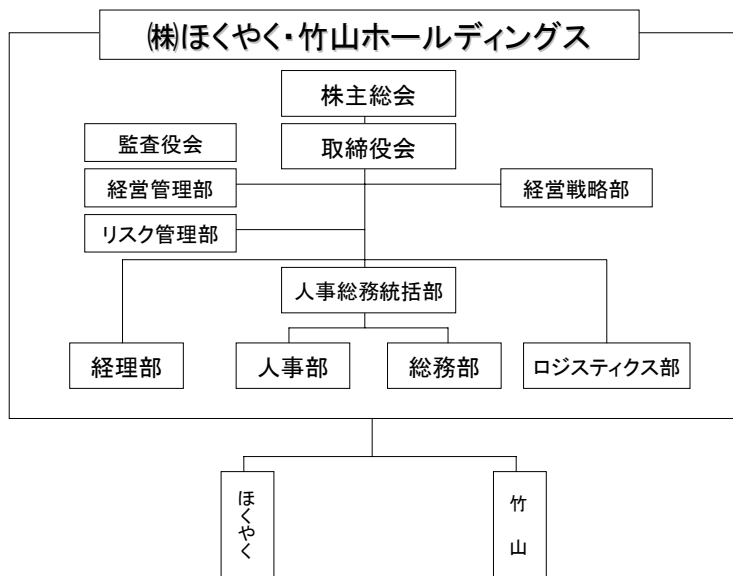 ㈱ほくやく・竹山ホールディングス
株主総会
監査役会
取締役会
経営管理部
経営戦略部
リスク管理部
人事総務統括部
経理部
人事部
総務部
ロジスティクス部
ほくやく
竹山